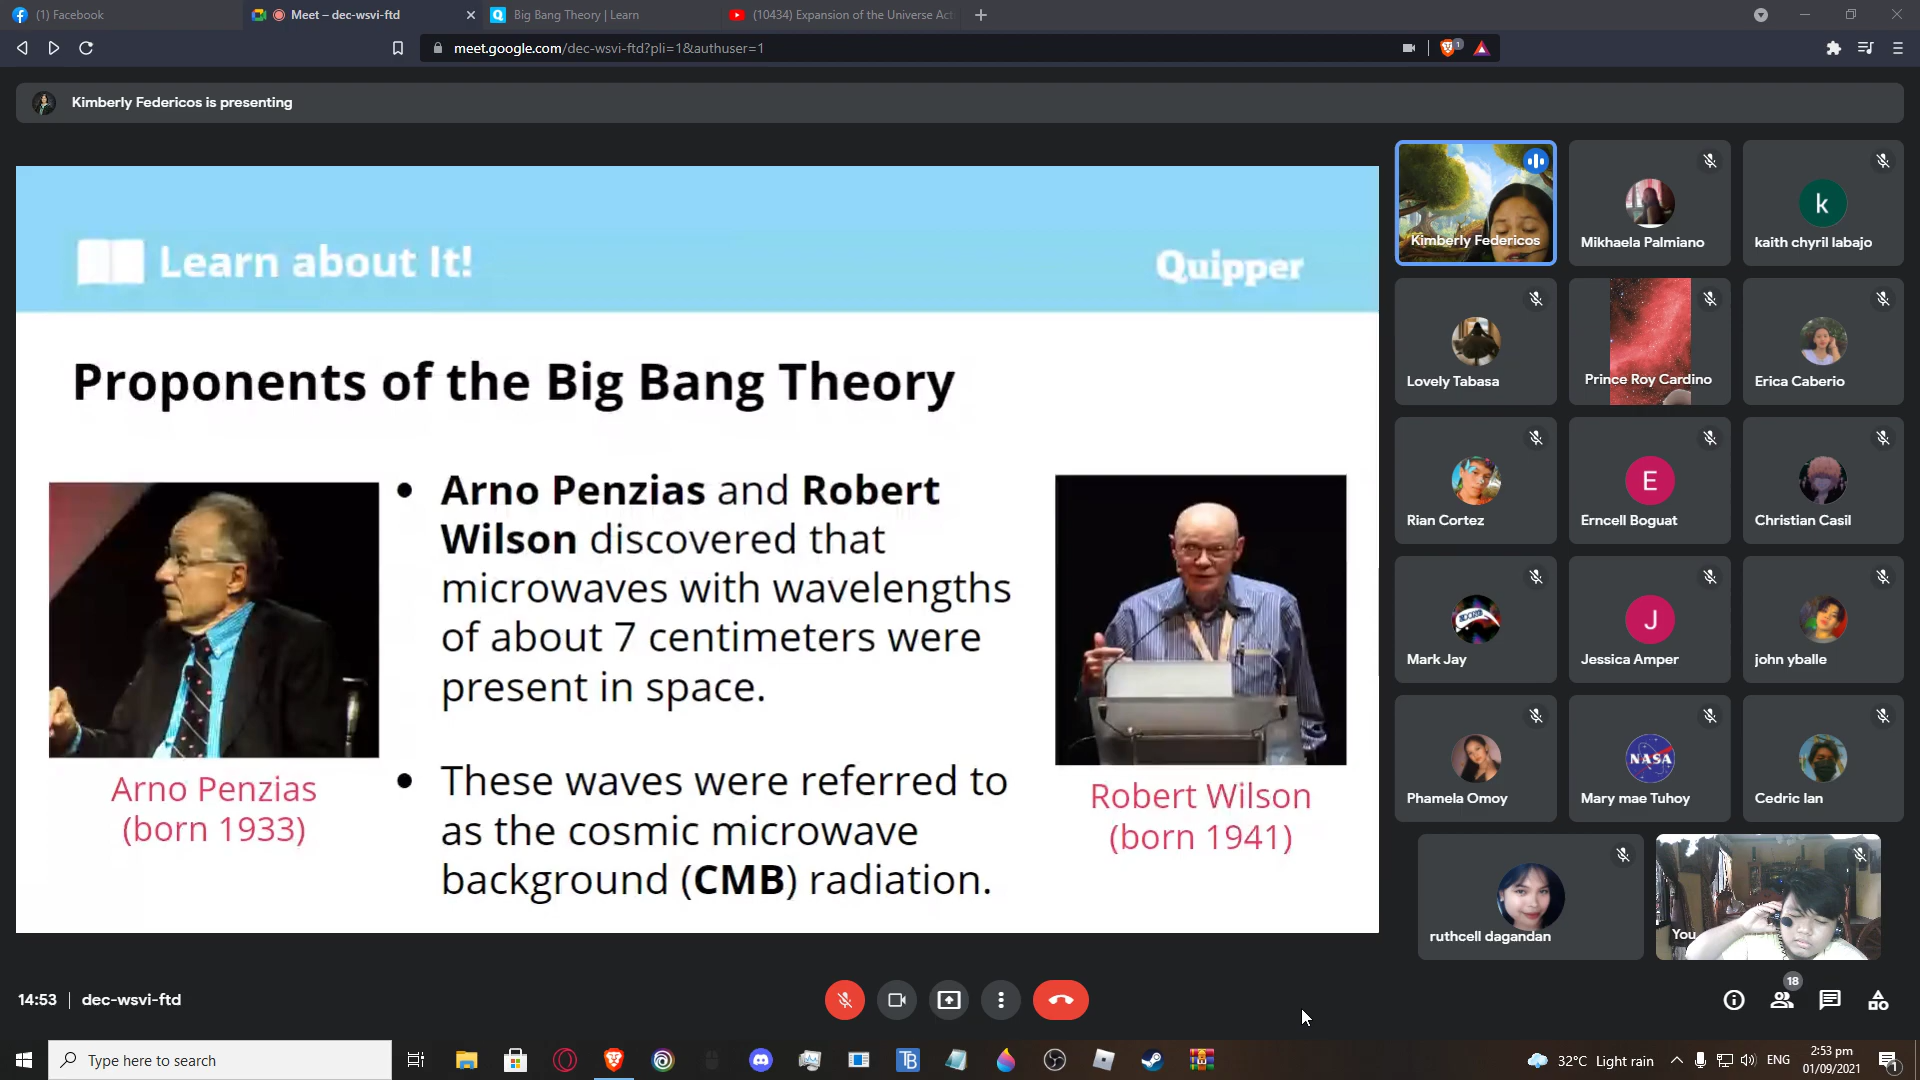 (1) Facebook
Meet – dec-wsvi-ftd
Big Bang Theory | Learn
(10434) Expansion of the Universe Act
meet.google.com/dec-wsvi-ftd?pli=1&authuser=1
1
Kimberly Federicos is presenting
Learn about It!
Quipper
Proponents of the Big Bang Theory
Arno Penzias and Robert
Wilson discovered that
microwaves with wavelengths
of about 7 centimeters were
present in space.
These waves were referred to
as the cosmic microwave
background (CMB) radiation.
Arno Penzias
(born 1933)
Robert Wilson
(born 1941)
Kimberly Federicos
Mikhaela Palmiano
k
kaith chyril labajo
Lovely Tabasa
Prince Roy Cardino
Erica Caberio
Rian Cortez
E
Erncell Boguat
Christian Casil
Mark Jay
J
Jessica Amper
john yballe
Phamela Omoy
NASA
Mary mae Tuhoy
Cedric Ian
ruthcell dagandan
You
14:53 | dec-wsvi-ftd
18
Type here to search
TB
32°C Light rain
ENG
2:53 pm
01/09/2021
1